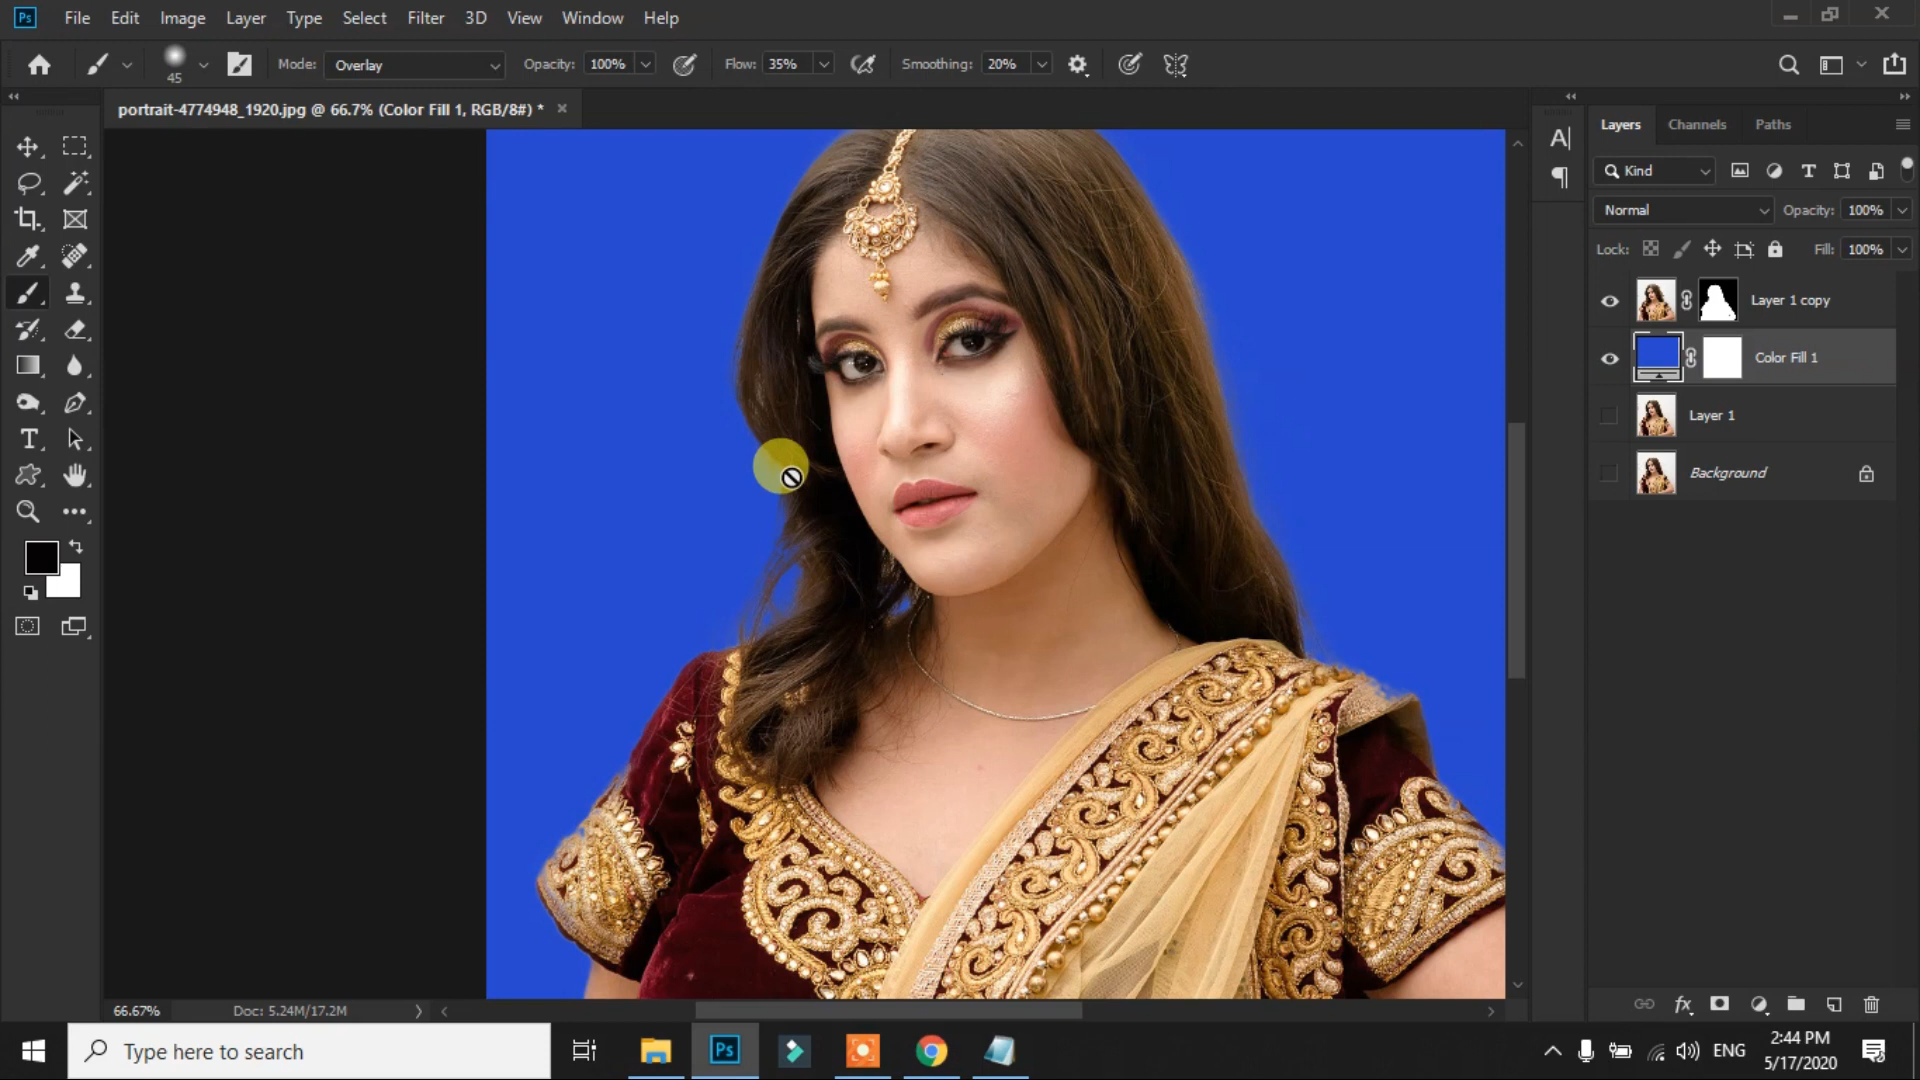 Ps File Edit Image Layer Type Select Filter 3D View Window Help
45 Mode: Overlay Opacity: 100% Flow: 35% Smoothing: 20%
portrait-4774948_1920.jpg @ 66.7% (Color Fill 1, RGB/8#) *
Layers Channels Paths
Kind
Normal Opacity: 100%
Lock: Fill: 100%
Layer 1 copy
Color Fill 1
Layer 1
Background
66.67% Doc: 5.24M/17.2M
Type here to search
Ps
ENG
2:44 PM
5/17/2020